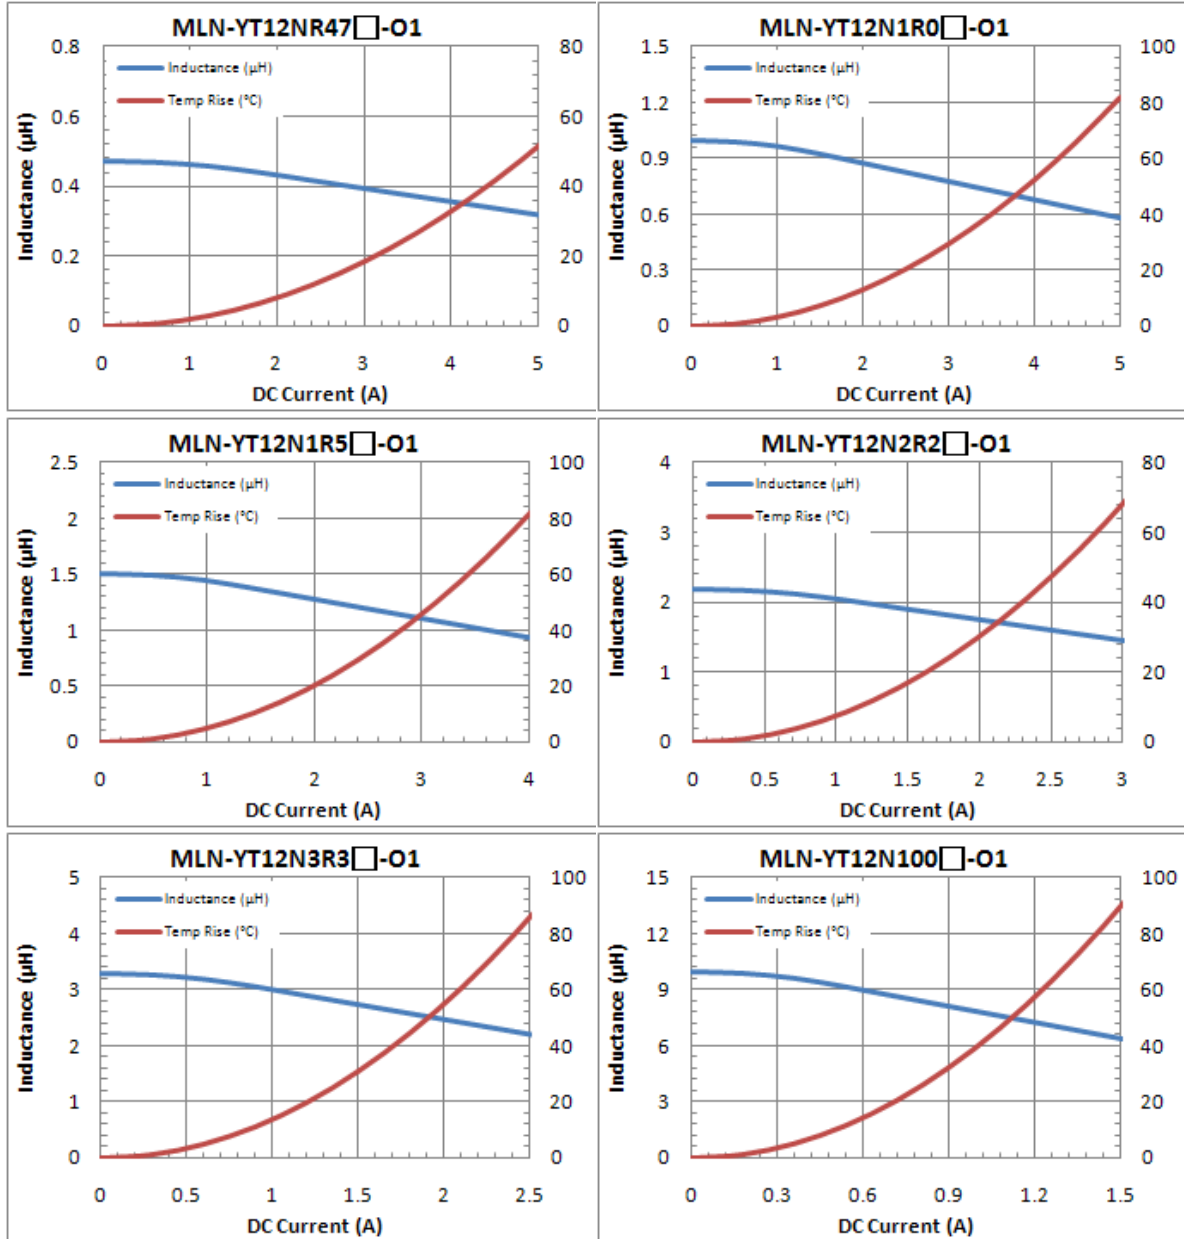 MLN-YT12NR47□-O1
0.8
0.6
0.4
0.2
0
80
60
40
20
0
Inductance (µH)
Inductance (µH)
Temp Rise (°C)
0 1 2 3 4 5
DC Current (A)
MLN-YT12N1R0□-O1
1.5
1.2
0.9
0.6
0.3
0
100
80
60
40
20
0
Inductance (µH)
Inductance (µH)
Temp Rise (°C)
0 1 2 3 4 5
DC Current (A)
MLN-YT12N1R5□-O1
2.5
2
1.5
1
0.5
0
100
80
60
40
20
0
Inductance (µH)
Inductance (µH)
Temp Rise (°C)
0 1 2 3 4
DC Current (A)
MLN-YT12N2R2□-O1
4
3
2
1
0
80
60
40
20
0
Inductance (µH)
Inductance (µH)
Temp Rise (°C)
0 0.5 1 1.5 2 2.5 3
DC Current (A)
MLN-YT12N3R3□-O1
5
4
3
2
1
0
100
80
60
40
20
0
Inductance (µH)
Inductance (µH)
Temp Rise (°C)
0 0.5 1 1.5 2 2.5
DC Current (A)
MLN-YT12N100□-O1
15
12
9
6
3
0
100
80
60
40
20
0
Inductance (µH)
Inductance (µH)
Temp Rise (°C)
0 0.3 0.6 0.9 1.2 1.5
DC Current (A)